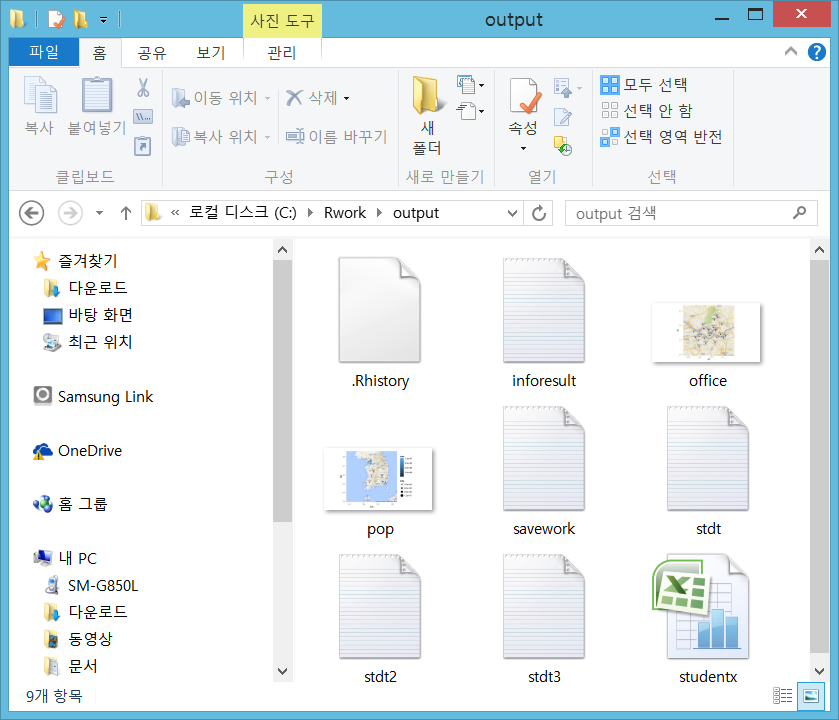 사진 도구
output
파일
홈
공유
보기
관리
복사
붙여넣기
이동 위치
복사 위치
삭제
이름 바꾸기
새
폴더
속성
모두 선택
선택 안 함
선택 영역 반전
클립보드
구성
새로 만들기
열기
선택
« 로컬 디스크 (C:) Rwork output
output 검색
즐겨찾기
다운로드
바탕 화면
최근 위치
Samsung Link
OneDrive
홈 그룹
내 PC
SM-G850L
다운로드
동영상
문서
.Rhistory
inforesult
office
pop
savework
stdt
stdt2
stdt3
studentx
9개 항목